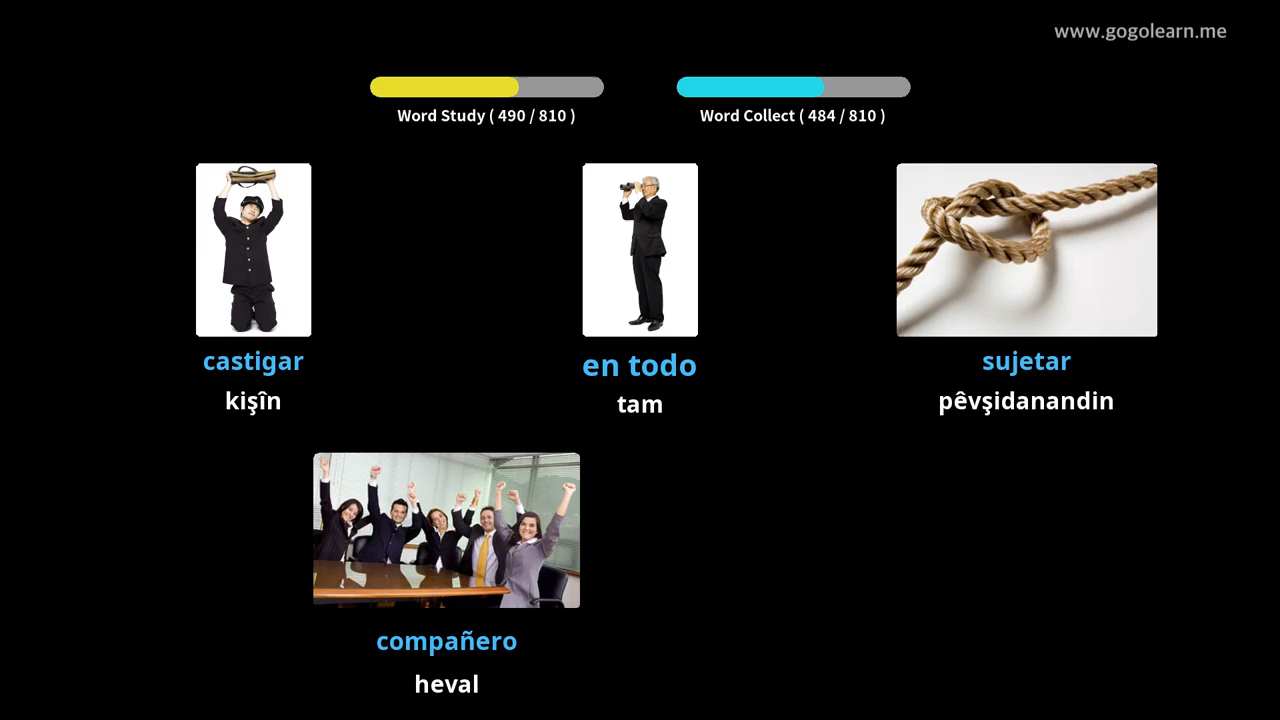 www.gogolearn.me
Word Study ( 490 / 810 )
Word Collect ( 484 / 810 )
castigar
kişîn
en todo
tam
sujetar
pêvşidanandin
compañero
heval